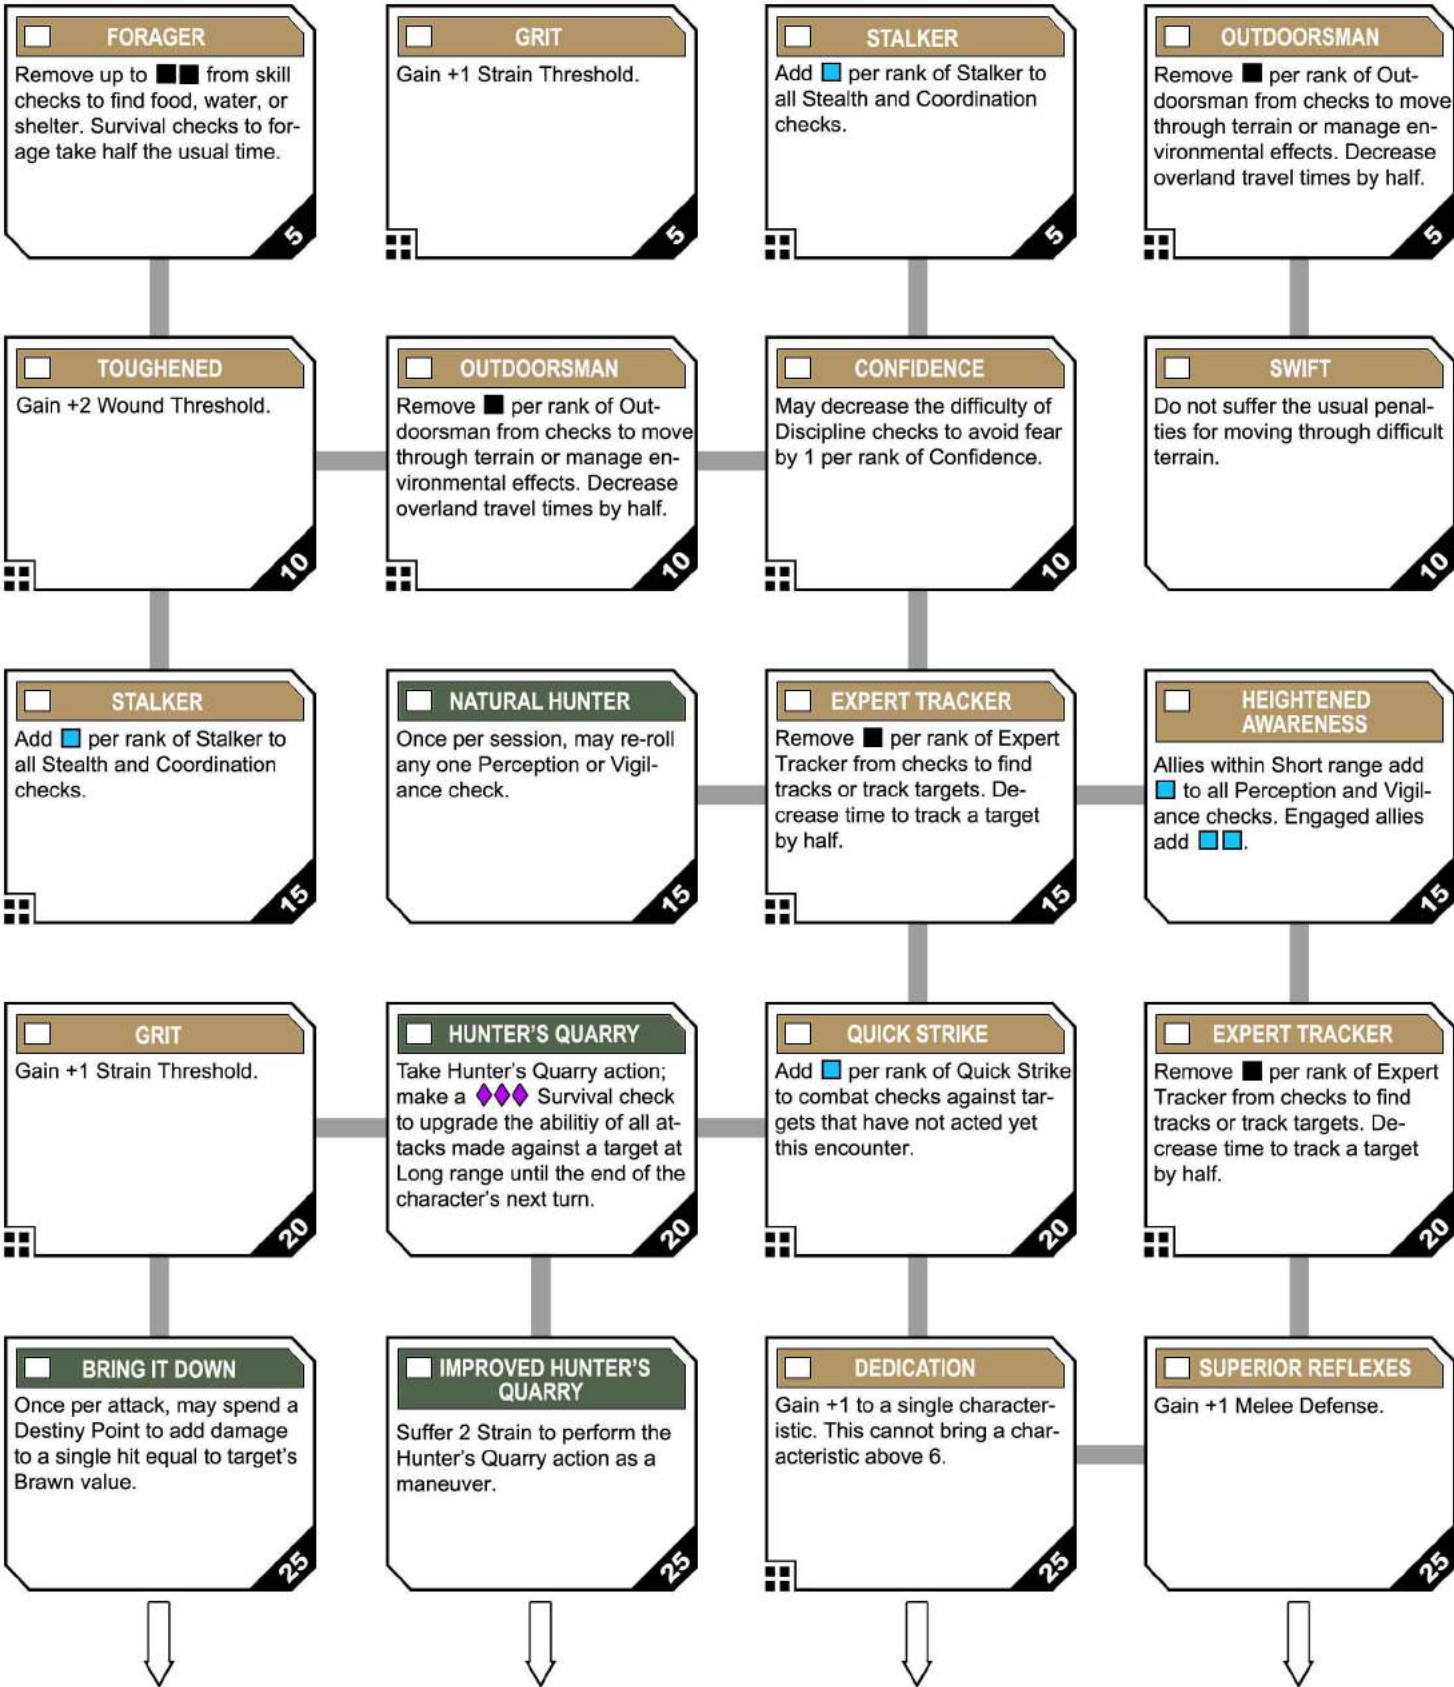 FORAGER
Remove up to from skill
checks to find food, water, or
shelter. Survival checks to for-
age take half the usual time.
5
GRIT
Gain +1 Strain Threshold.
5
STALKER
Add per rank of Stalker to
all Stealth and Coordination
checks.
5
OUTDOORSMAN
Remove per rank of Out-
doorsman from checks to move
through terrain or manage en-
vironmental effects. Decrease
overland travel times by half.
5
TOUGHENED
Gain +2 Wound Threshold.
10
OUTDOORSMAN
Remove per rank of Out-
doorsman from checks to move
through terrain or manage en-
vironmental effects. Decrease
overland travel times by half.
10
CONFIDENCE
May decrease the difficulty of
Discipline checks to avoid fear
by 1 per rank of Confidence.
10
SWIFT
Do not suffer the usual penal-
ties for moving through difficult
terrain.
10
STALKER
Add per rank of Stalker to
all Stealth and Coordination
checks.
15
NATURAL HUNTER
Once per session, may re-roll
any one Perception or Vigil-
ance check.
15
EXPERT TRACKER
Remove per rank of Expert
Tracker from checks to find
tracks or track targets. De-
crease time to track a target
by half.
15
HEIGHTENED
AWARENESS
Allies within Short range add
to all Perception and Vigil-
ance checks. Engaged allies
add .
15
GRIT
Gain +1 Strain Threshold.
20
HUNTER'S QUARRY
Take Hunter's Quarry action;
make a Survival check
to upgrade the abilitiy of all at-
tacks made against a target at
Long range until the end of the
character's next turn.
20
QUICK STRIKE
Add per rank of Quick Strike
to combat checks against tar-
gets that have not acted yet
this encounter.
20
EXPERT TRACKER
Remove per rank of Expert
Tracker from checks to find
tracks or track targets. De-
crease time to track a target
by half.
20
BRING IT DOWN
Once per attack, may spend a
Destiny Point to add damage
to a single hit equal to target's
Brawn value.
25
IMPROVED HUNTER'S
QUARRY
Suffer 2 Strain to perform the
Hunter's Quarry action as a
maneuver.
25
DEDICATION
Gain +1 to a single character-
istic. This cannot bring a char-
acteristic above 6.
25
SUPERIOR REFLEXES
Gain +1 Melee Defense.
25